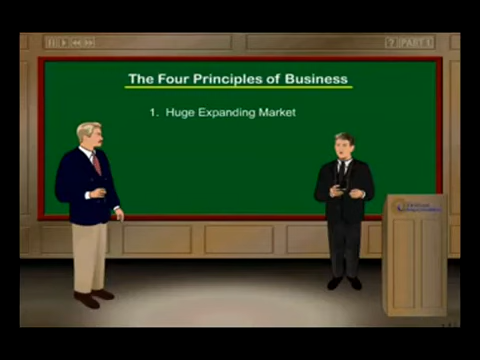 ? PART 1
The Four Principles of Business
1. Huge Expanding Market